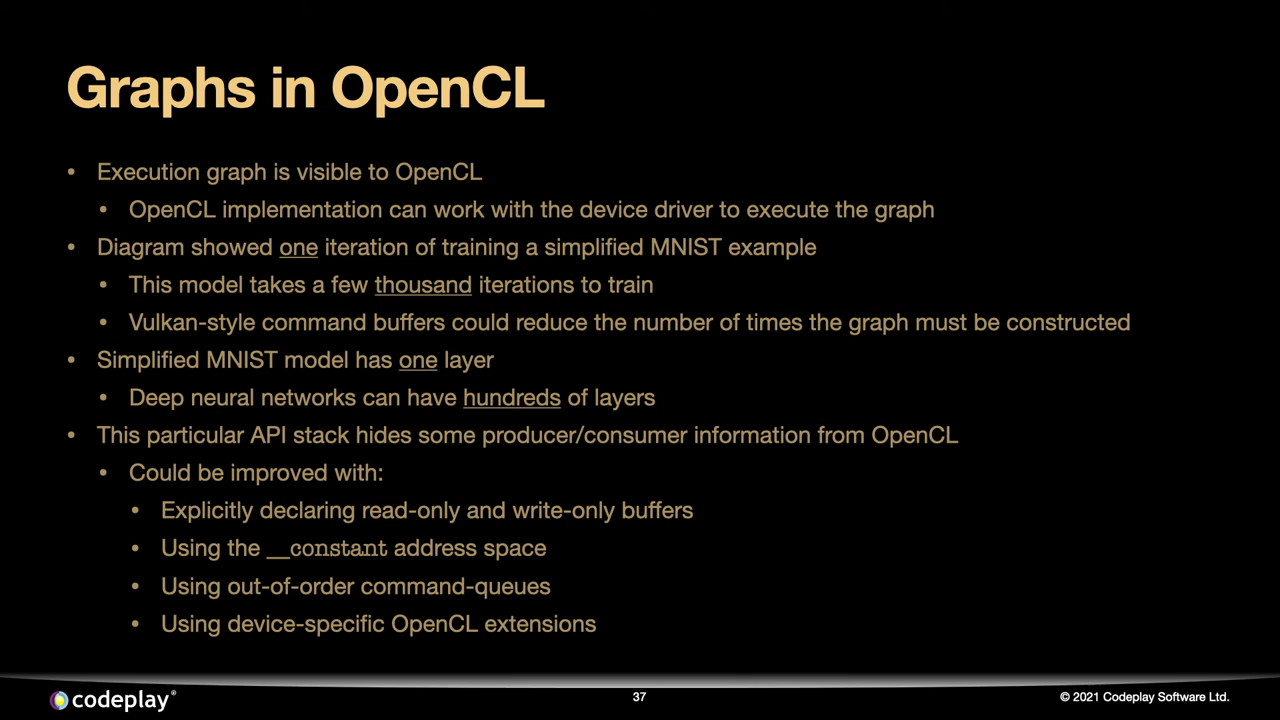 Graphs in OpenCL
• Execution graph is visible to OpenCL
• OpenCL implementation can work with the device driver to execute the graph
• Diagram showed one iteration of training a simplified MNIST example
• This model takes a few thousand iterations to train
• Vulkan-style command buffers could reduce the number of times the graph must be constructed
• Simplified MNIST model has one layer
• Deep neural networks can have hundreds of layers
• This particular API stack hides some producer/consumer information from OpenCL
• Could be improved with:
• Explicitly declaring read-only and write-only buffers
• Using the __constant address space
• Using out-of-order command-queues
• Using device-specific OpenCL extensions
codeplay®
37
© 2021 Codeplay Software Ltd.